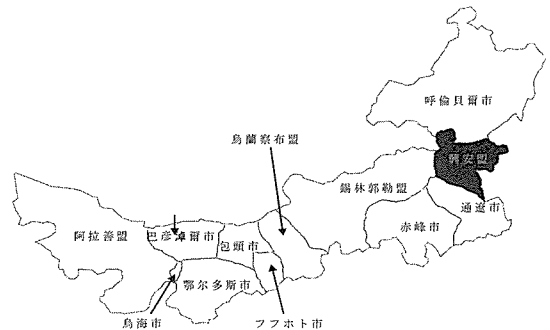 呼倫貝爾市
烏蘭察布盟
興安盟
錫林郭勒盟
通遼市
赤峰市
阿拉善盟
巴彦淖爾市
包頭市
鄂尔多斯市
烏海市
フフホト市